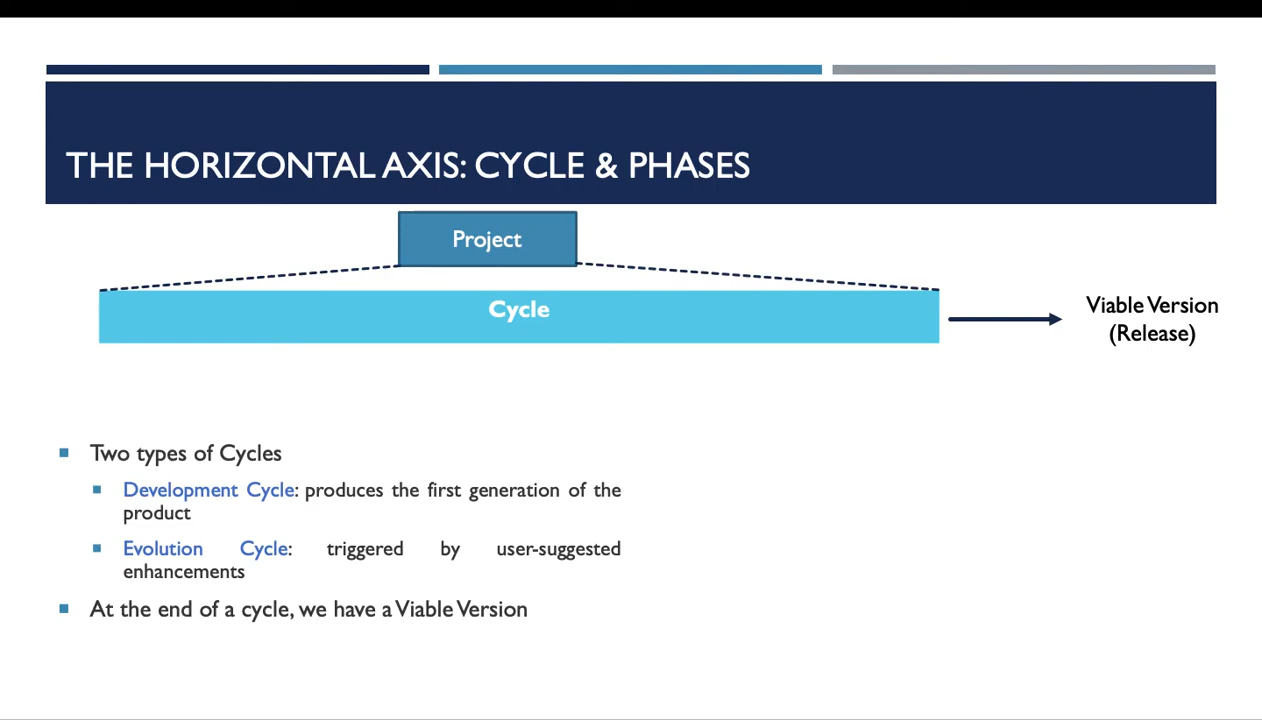 THE HORIZONTAL AXIS: CYCLE & PHASES
Project
Cycle
Viable Version
(Release)
Two types of Cycles
Development Cycle: produces the first generation of the
product
Evolution Cycle: triggered by user-suggested
enhancements
At the end of a cycle, we have a Viable Version